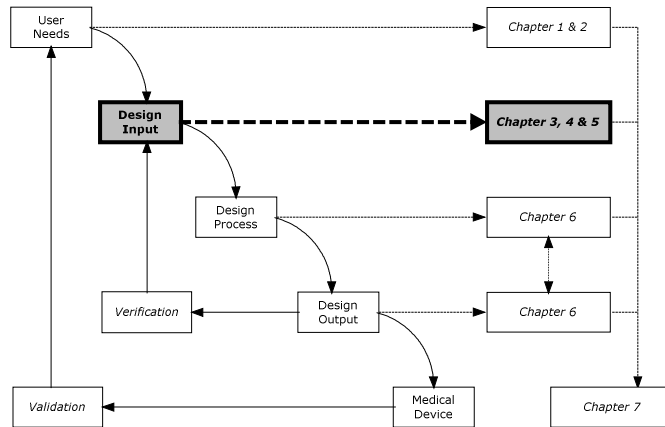 User
Needs
Chapter 1 & 2
Design
Input
Chapter 3, 4 & 5
Design
Process
Chapter 6
Verification
Design
Output
Chapter 6
Validation
Medical
Device
Chapter 7